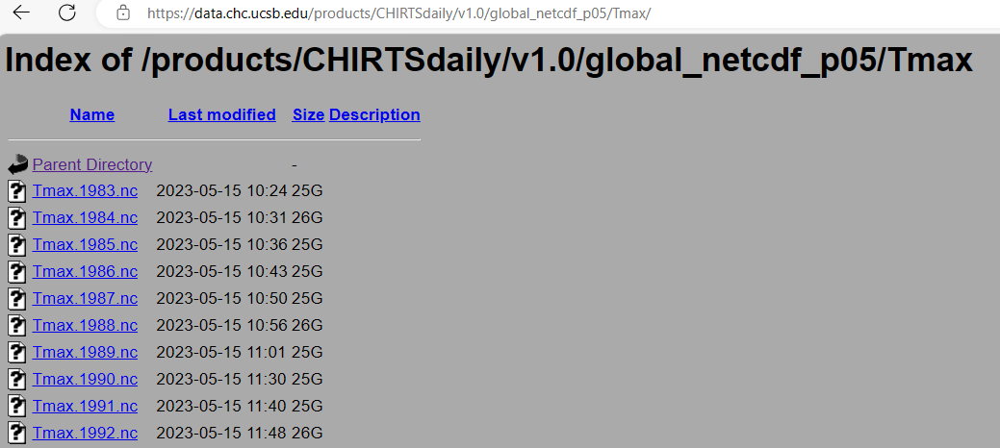 https://data.chc.ucsb.edu/products/CHIRTSdaily/v1.0/global_netcdf_p05/Tmax/
Index of /products/CHIRTSdaily/v1.0/global_netcdf_p05/Tmax
Name Last modified Size Description
Parent Directory -
Tmax.1983.nc 2023-05-15 10:24 25G
Tmax.1984.nc 2023-05-15 10:31 26G
Tmax.1985.nc 2023-05-15 10:36 25G
Tmax.1986.nc 2023-05-15 10:43 25G
Tmax.1987.nc 2023-05-15 10:50 25G
Tmax.1988.nc 2023-05-15 10:56 26G
Tmax.1989.nc 2023-05-15 11:01 25G
Tmax.1990.nc 2023-05-15 11:30 25G
Tmax.1991.nc 2023-05-15 11:40 25G
Tmax.1992.nc 2023-05-15 11:48 26G